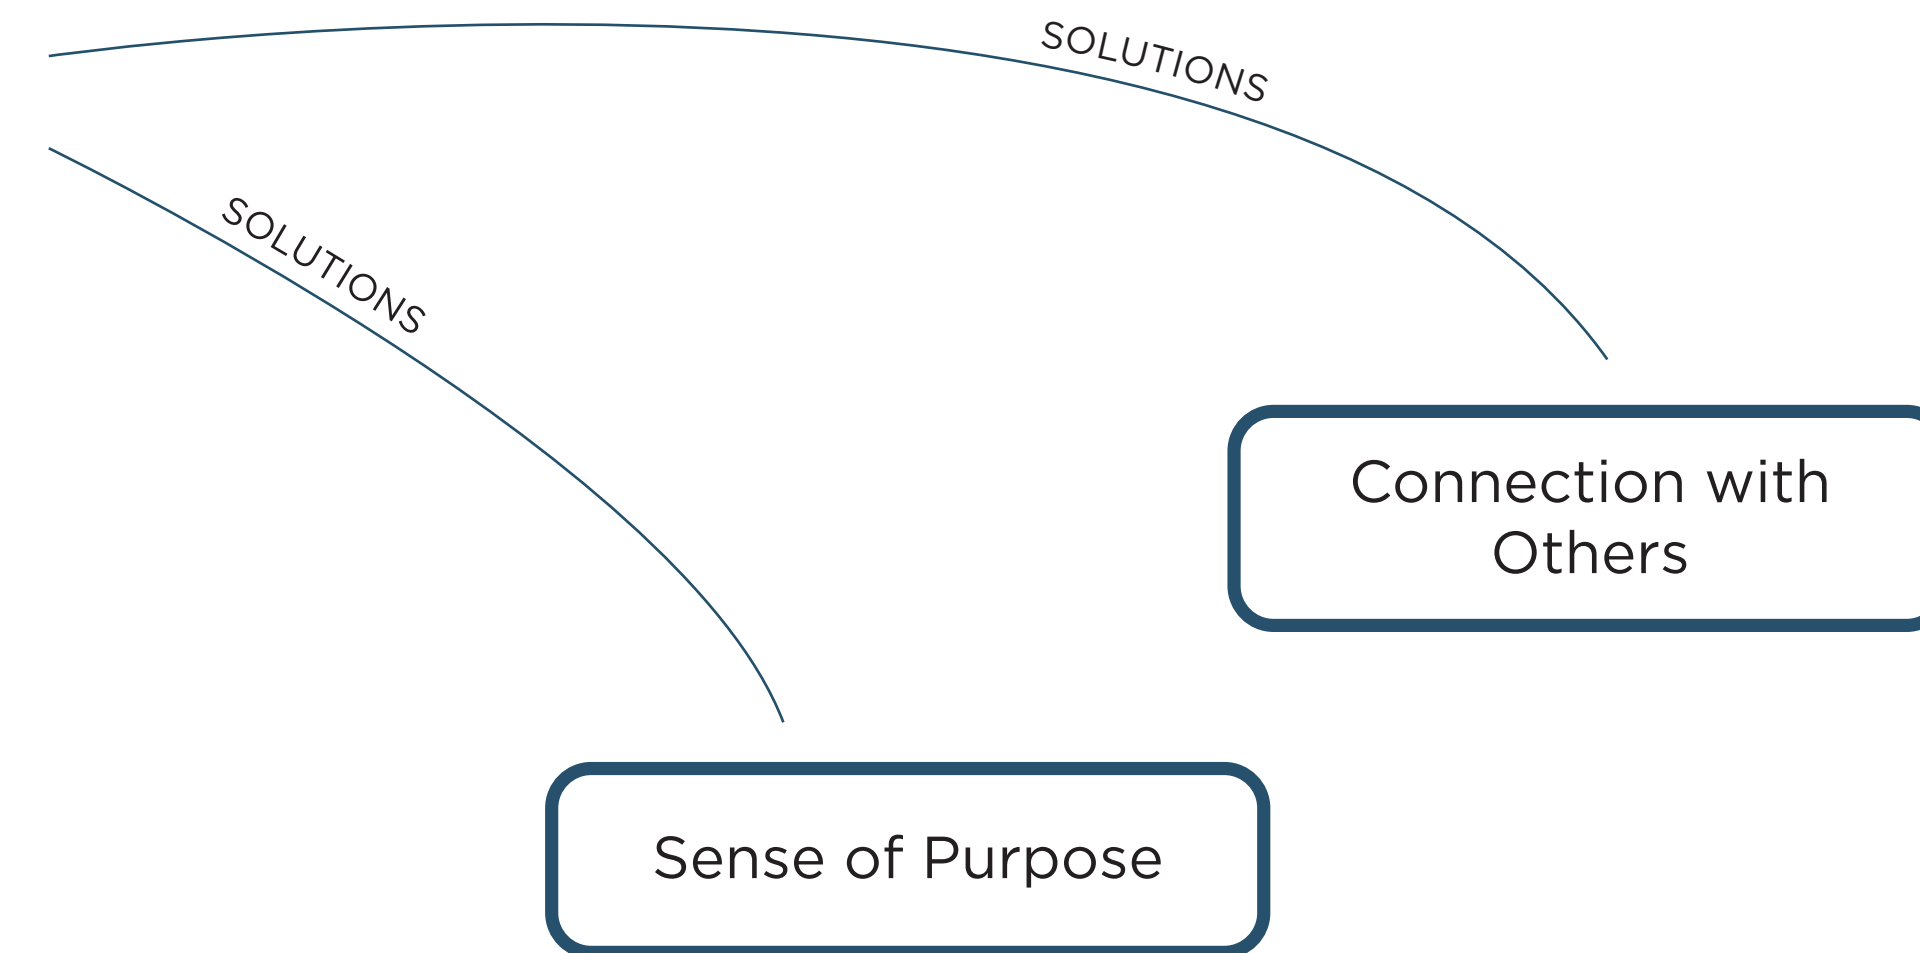 SOLUTIONS
SOLUTIONS
Connection with
Others
Sense of Purpose